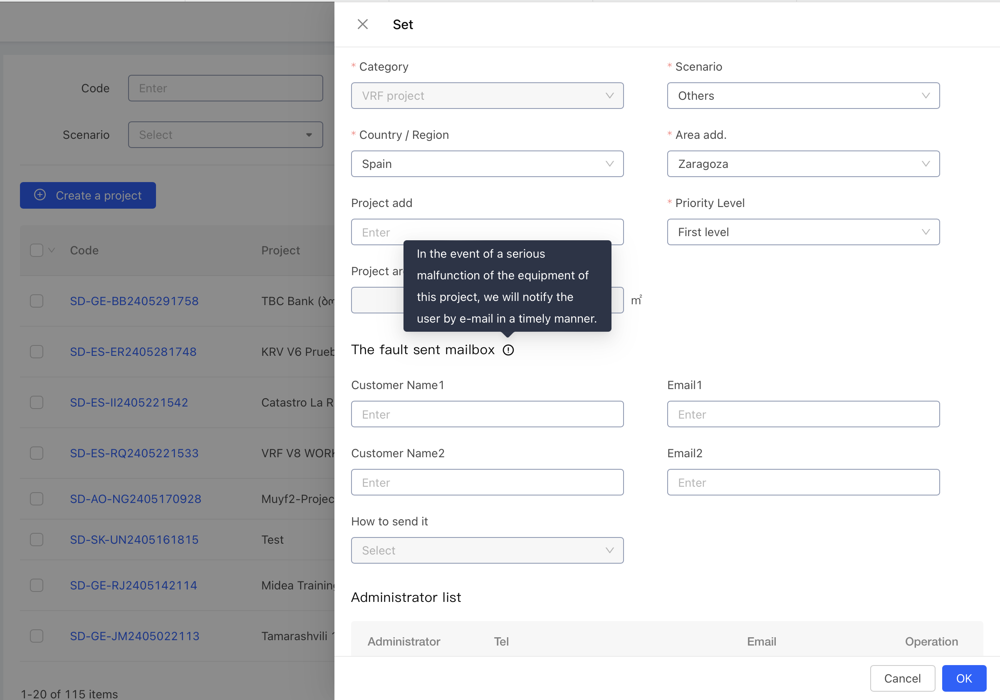 Set
Code
Enter
Scenario
Select
Create a project
Code Project
SD-GE-BB2405291758 TBC Bank
SD-ES-ER2405281748 KRV V6 Prueb
SD-ES-II2405221542 Catastro La R
SD-ES-RQ2405221533 VRF V8 WORK
SD-AO-NG2405170928 Muyf2-Projec
SD-SK-UN2405161815 Test
SD-GE-RJ2405142114 Midea Training
SD-GE-JM2405022113 Tamarashvili 1
1-20 of 115 items
* Category
VRF project
* Scenario
Others
* Country / Region
Spain
* Area add.
Zaragoza
Project add
Enter
* Priority Level
First level
Project ar
m²
In the event of a serious
malfunction of the equipment of
this project, we will notify the
user by e-mail in a timely manner.
The fault sent mailbox
Customer Name1
Enter
Email1
Enter
Customer Name2
Enter
Email2
Enter
How to send it
Select
Administrator list
Administrator Tel Email Operation
Cancel OK